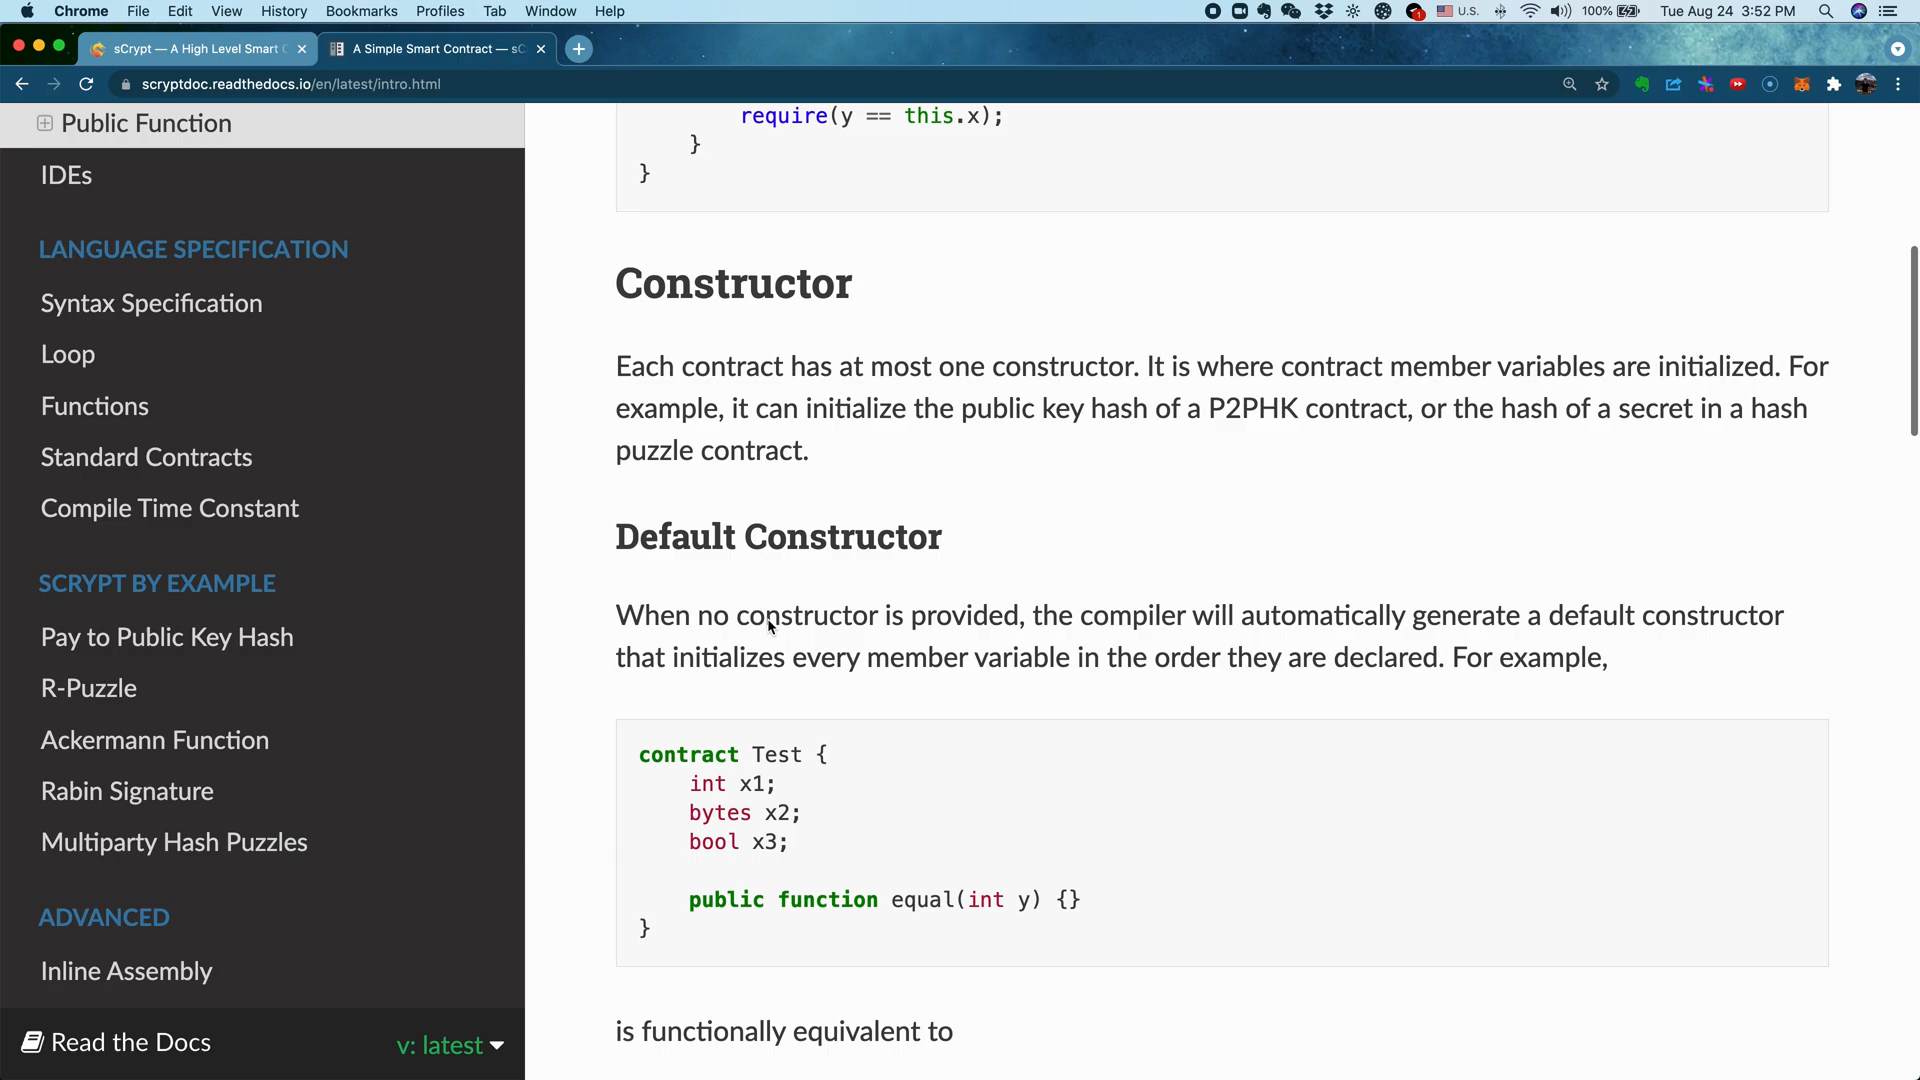 Chrome File Edit View History Bookmarks Profiles Tab Window Help
1 U.S. 100% Tue Aug 24 3:52 PM
sCrypt — A High Level Smart C
A Simple Smart Contract — sC
scryptdoc.readthedocs.io/en/latest/intro.html
Public Function
IDEs
LANGUAGE SPECIFICATION
Syntax Specification
Loop
Functions
Standard Contracts
Compile Time Constant
SCRYPT BY EXAMPLE
Pay to Public Key Hash
R-Puzzle
Ackermann Function
Rabin Signature
Multiparty Hash Puzzles
ADVANCED
Inline Assembly
Read the Docs
v: latest
require(y == this.x);
}
}
Constructor
Each contract has at most one constructor. It is where contract member variables are initialized. For
example, it can initialize the public key hash of a P2PHK contract, or the hash of a secret in a hash
puzzle contract.
Default Constructor
When no constructor is provided, the compiler will automatically generate a default constructor
that initializes every member variable in the order they are declared. For example,
contract Test {
int x1;
bytes x2;
bool x3;
public function equal(int y) {}
}
is functionally equivalent to